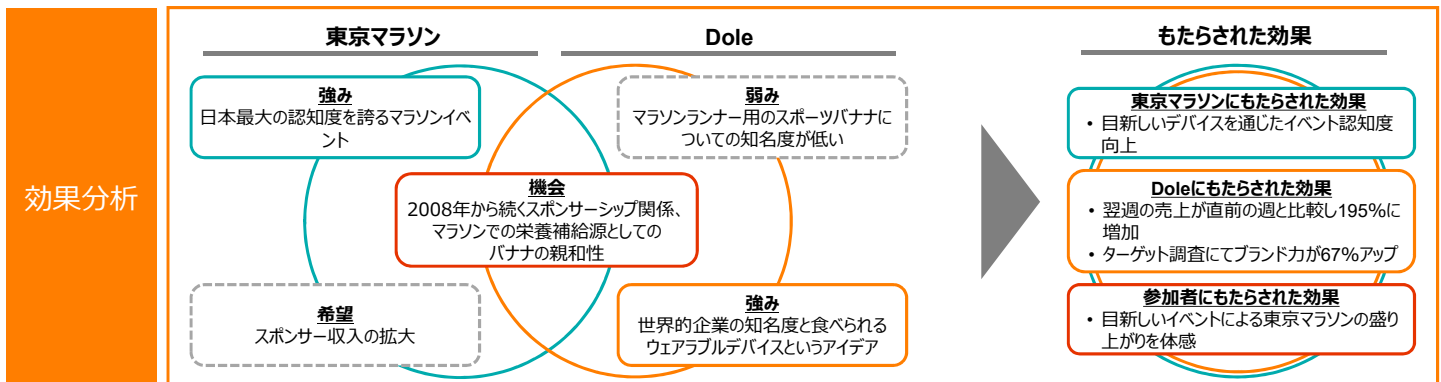 効果分析
東京マラソン
Dole
もたらされた効果
強み
日本最大の認知度を誇るマラソンイベ
ント
弱み
マラソンランナー用のスポーツバナナに
ついての知名度が低い
機会
2008年から続くスポンサーシップ関係、
マラソンでの栄養補給源としての
バナナの親和性
希望
スポンサー収入の拡大
強み
世界的企業の知名度と食べられる
ウェアラブルデバイスというアイデア
東京マラソンにもたらされた効果
• 目新しいデバイスを通じたイベント認知度
向上
Doleにもたらされた効果
• 翌週の売上が直前の週と比較し195%に
増加
• ターゲット調査にてブランド力が67%アップ
参加者にもたらされた効果
• 目新しいイベントによる東京マラソンの盛り
上がりを体感